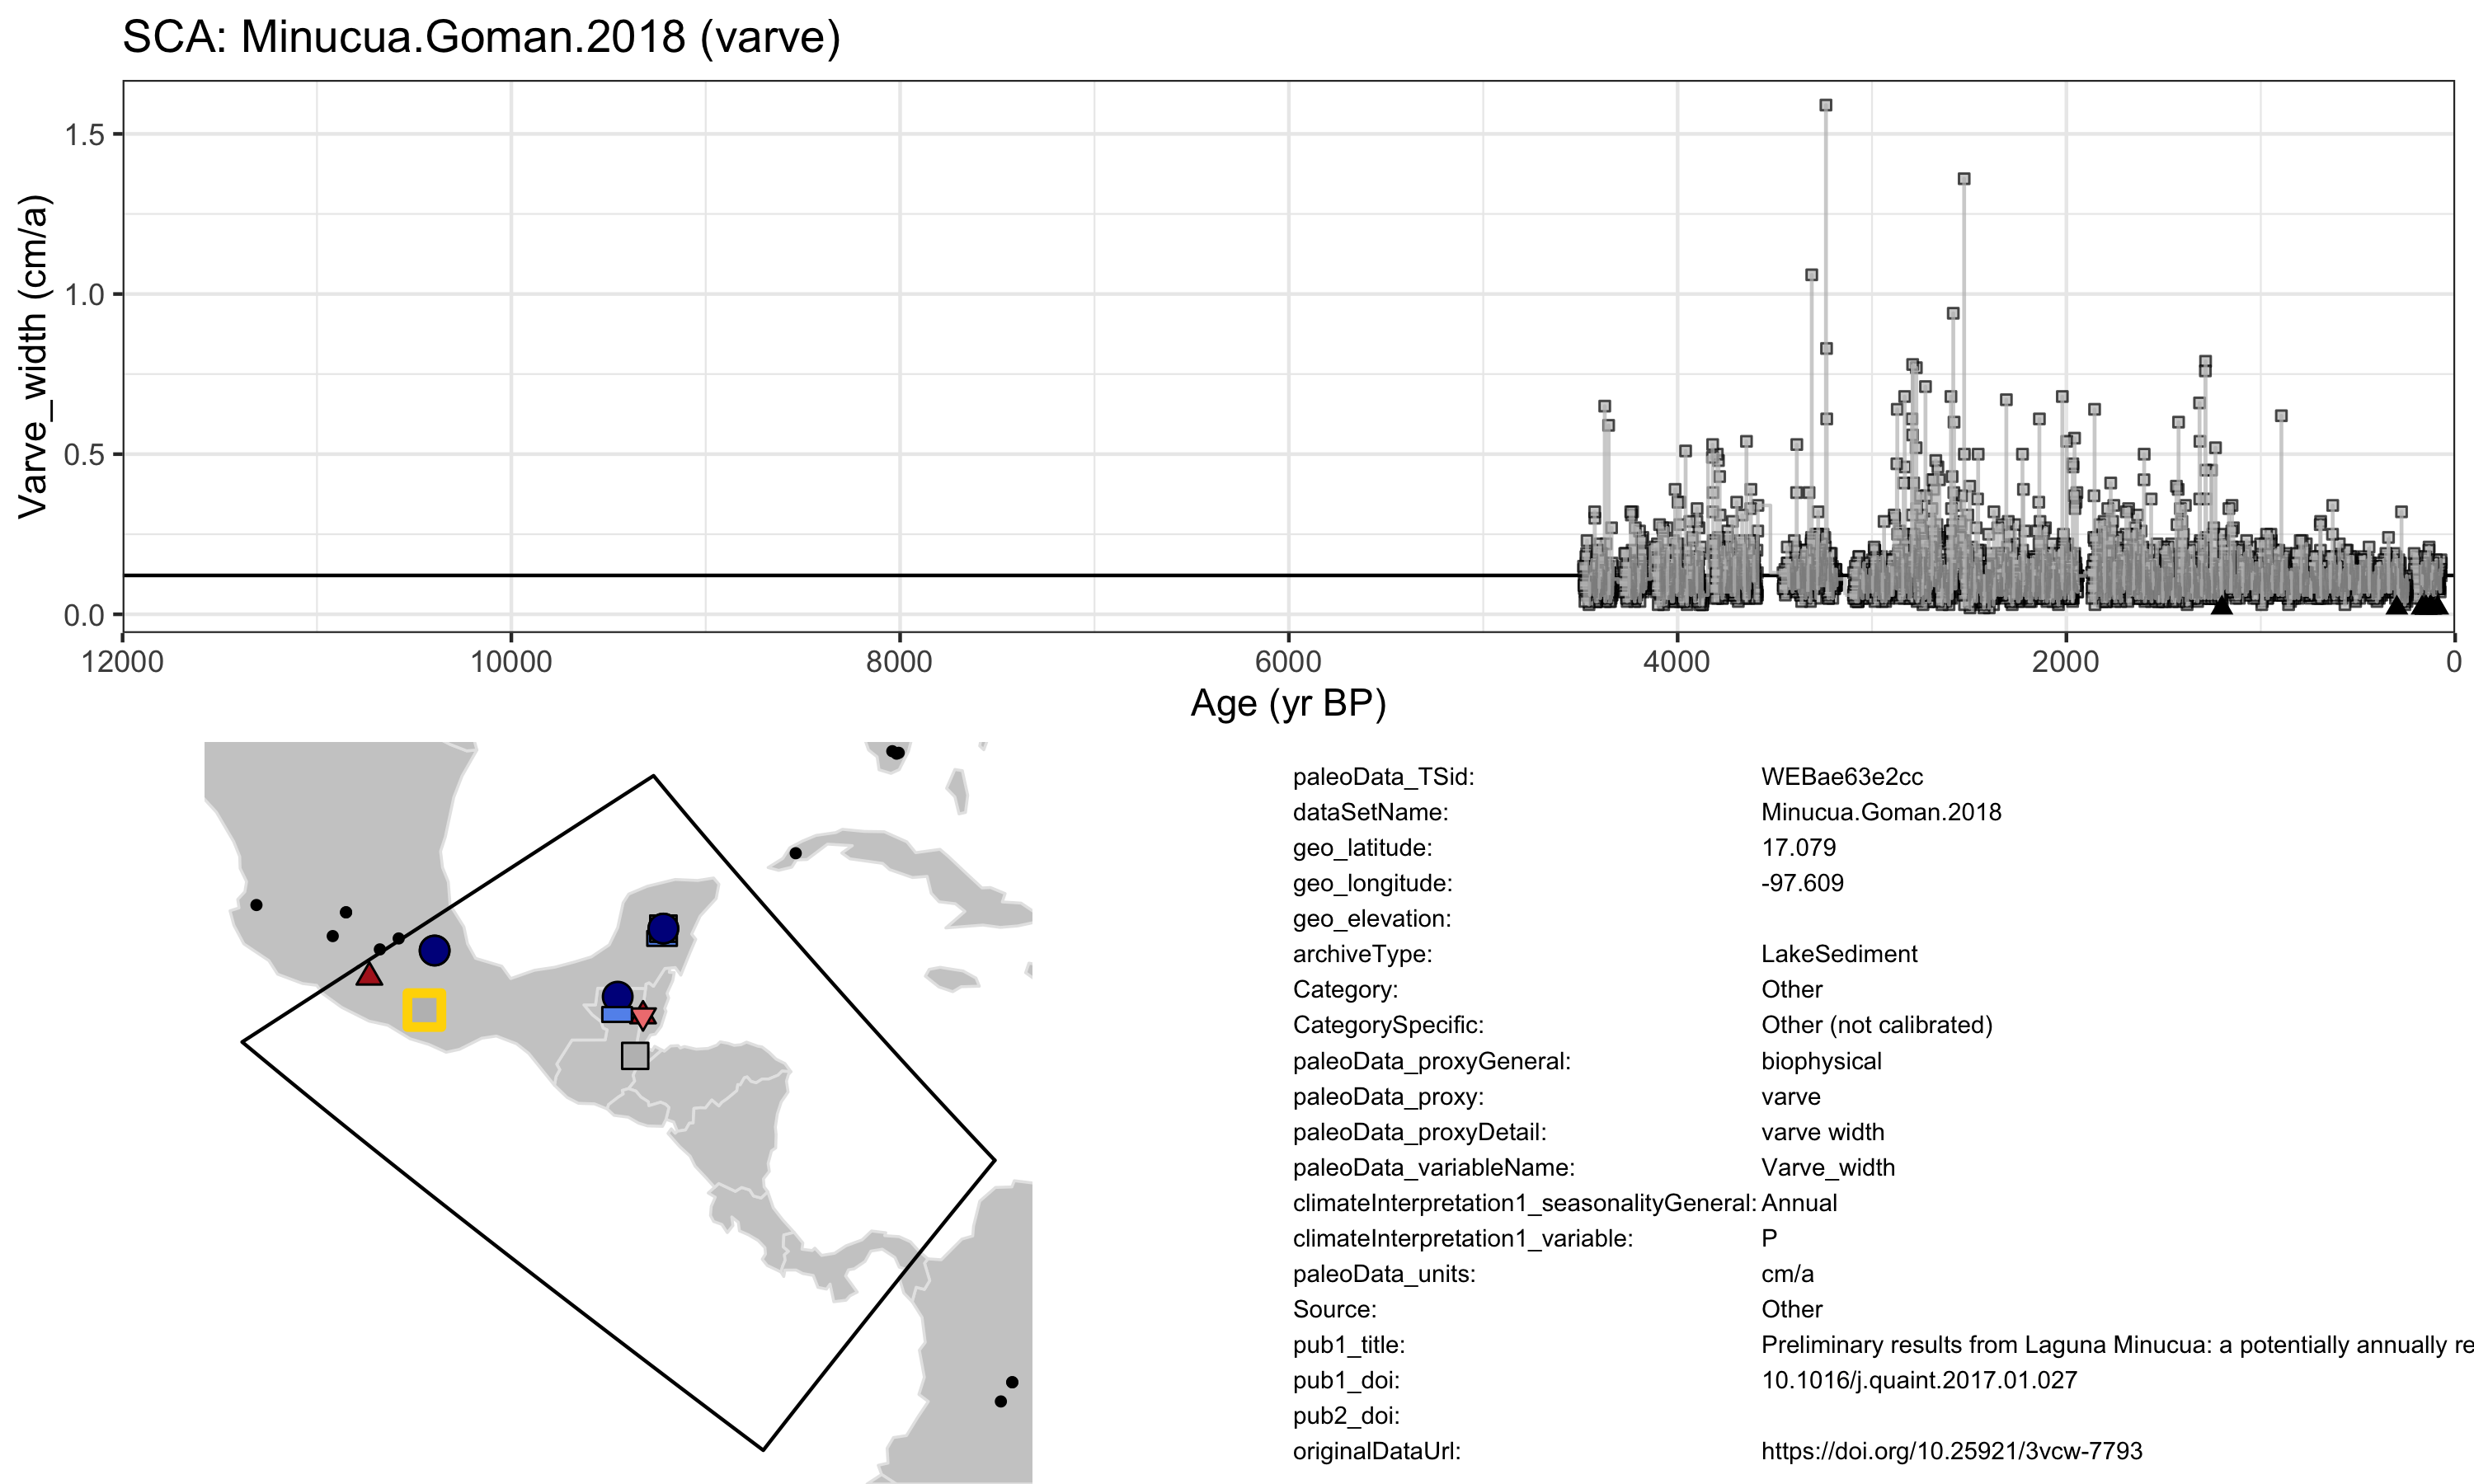 SCA: Minucua.Goman.2018 (varve)
Varve_width (cm/a)
1.5
1.0
0.5
0.0
12000 10000 8000 6000 4000 2000 0
Age (yr BP)
paleoData_TSid: WEBae63e2cc
dataSetName: Minucua.Goman.2018
geo_latitude: 17.079
geo_longitude: -97.609
geo_elevation:
archiveType: LakeSediment
Category: Other
CategorySpecific: Other (not calibrated)
paleoData_proxyGeneral: biophysical
paleoData_proxy: varve
paleoData_proxyDetail: varve width
paleoData_variableName: Varve_width
climateInterpretation1_seasonalityGeneral: Annual
climateInterpretation1_variable: P
paleoData_units: cm/a
Source: Other
pub1_title: Preliminary results from Laguna Minucua: a potentially annually re
pub1_doi: 10.1016/j.quaint.2017.01.027
pub2_doi:
originalDataUrl: https://doi.org/10.25921/3vcw-7793